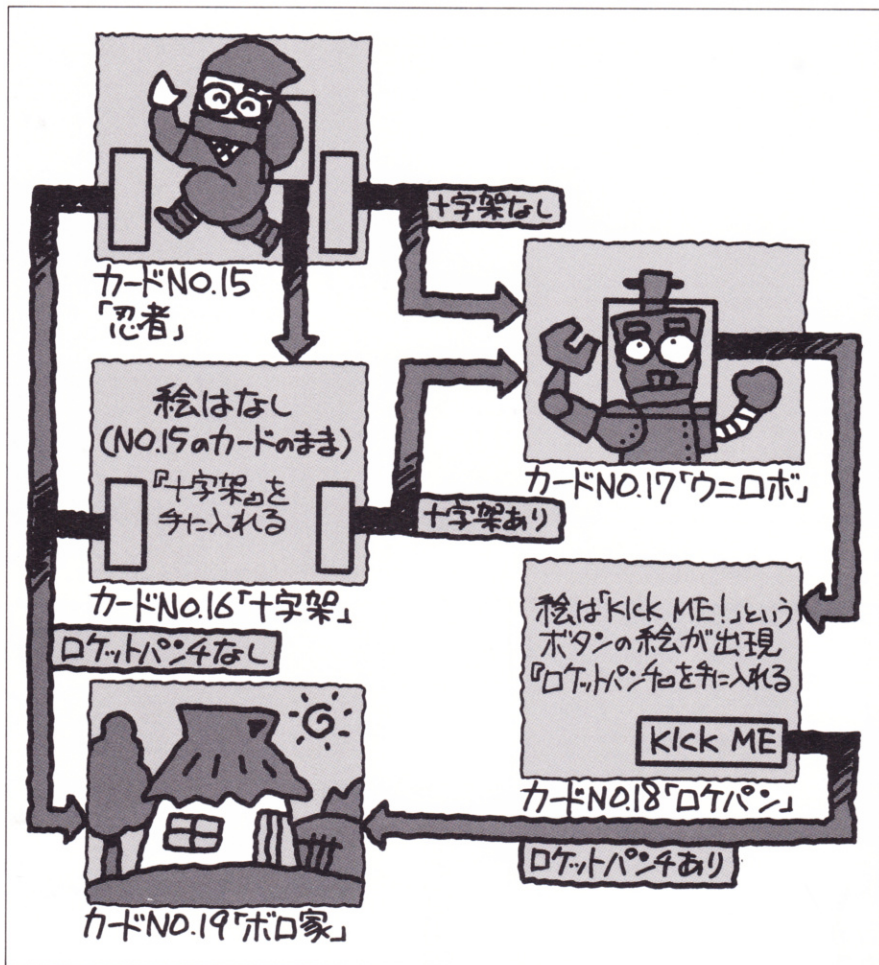 十字架なし
カードNO.15
「忍者」
絵はなし
(NO.15のカードのまま)
『十字架』を
手に入れる
カードNO.17「ウニロボ」
十字架あり
カードNO.16「十字架」
ロケットパンチなし
絵は「KICK ME!」という
ボタンの絵が出現
『ロケットパンチ』を手に入れる
KICK ME
カードNO.18「ロケパン」
ロケットパンチあり
カードNO.19「ボロ家」